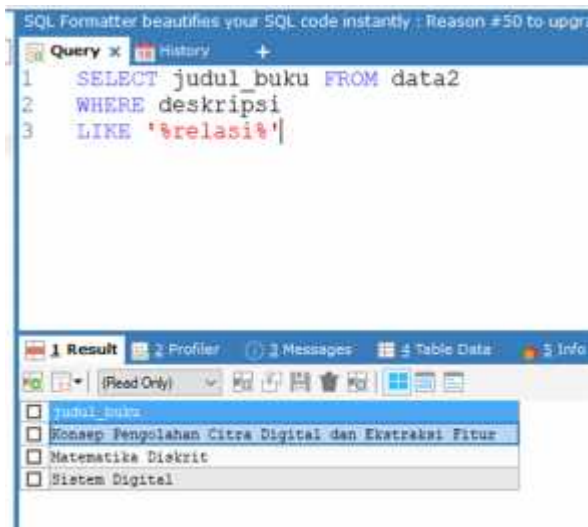 SQL Formatter beautifies your SQL code instantly : Reason #50 to upgra
Query × History +
1 SELECT judul_buku FROM data2
2 WHERE deskripsi
3 LIKE '%relasi%'
1 Result 2 Profiler 3 Messages 4 Table Data 5 Info
(Read Only)
judul_buku
Konsep Pengolahan Citra Digital dan Ekstraksi Fitur
Matematika Diskrit
Sistem Digital